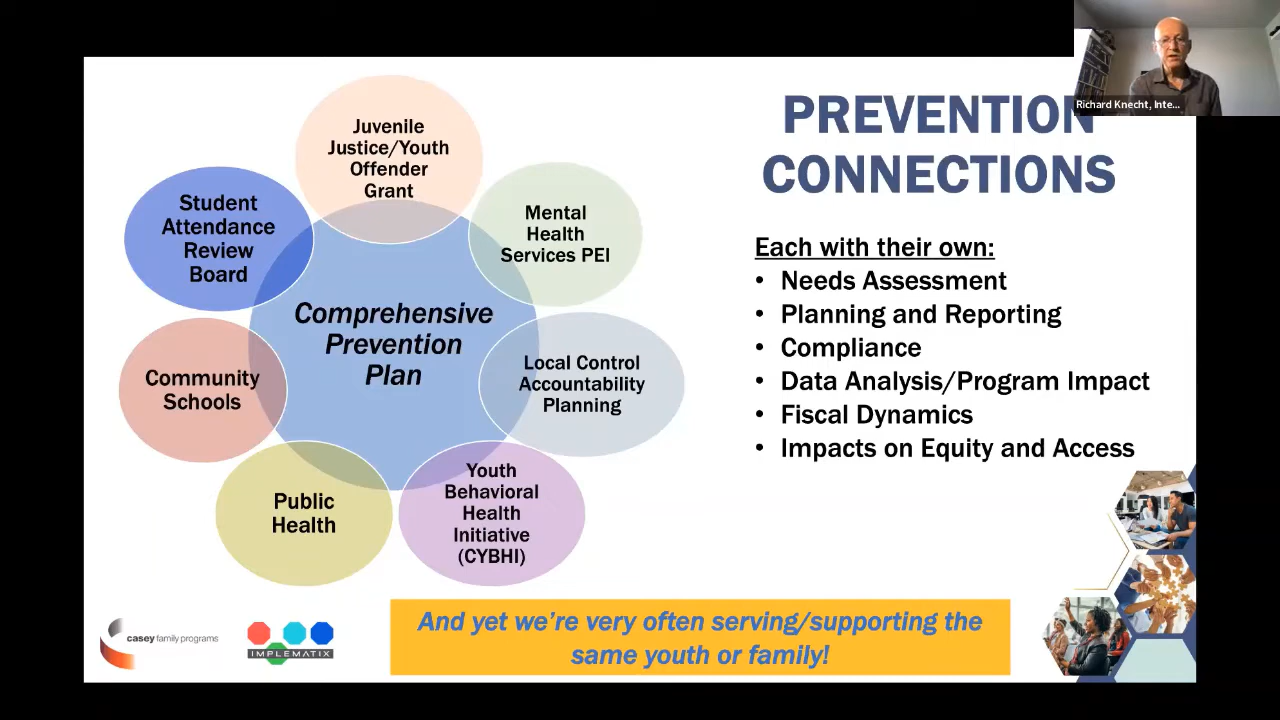 Richard Knecht, Inte...
PREVENTION
CONNECTIONS
Juvenile
Justice/Youth
Offender
Grant
Student
Attendance
Review
Board
Mental
Health
Services PEI
Comprehensive
Prevention
Plan
Local Control
Accountability
Planning
Community
Schools
Public
Health
Youth
Behavioral
Health
Initiative
(CYBHI)
Each with their own:
• Needs Assessment
• Planning and Reporting
• Compliance
• Data Analysis/Program Impact
• Fiscal Dynamics
• Impacts on Equity and Access
casey family programs
IMPLEMATIX
And yet we're very often serving/supporting the
same youth or family!